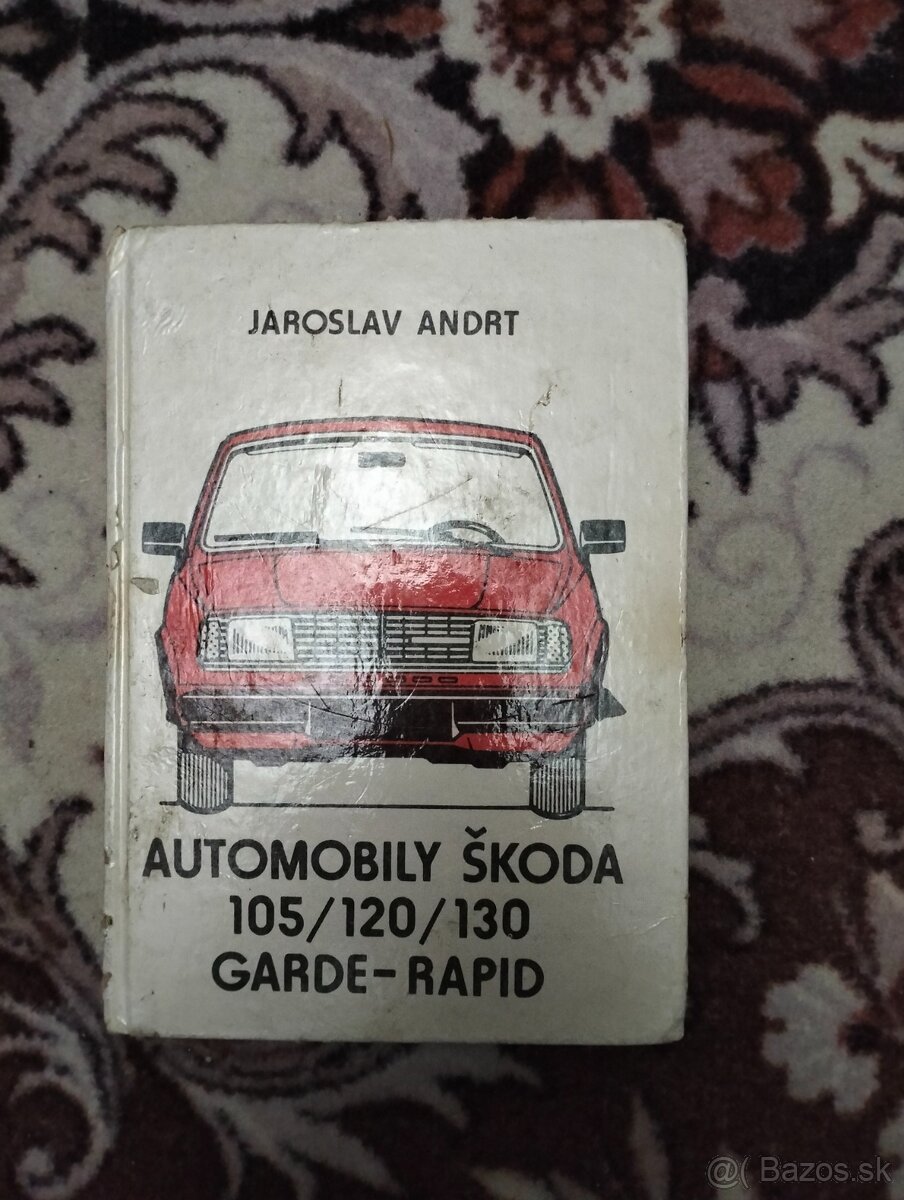 JAROSLAV ANDRT
AUTOMOBILY ŠKODA
105/120/130
GARDE-RAPID
@( Bazos.sk